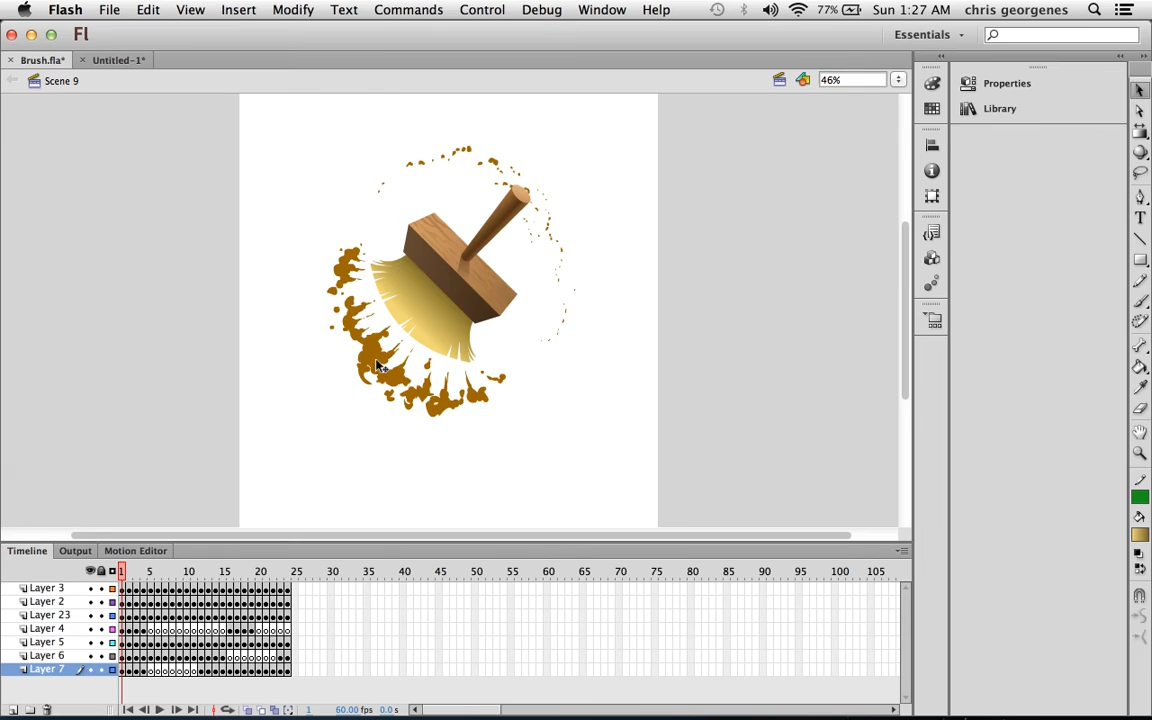 Flash File Edit View Insert Modify Text Commands Control Debug Window Help 77% Sun 1:27 AM chris georgenes
Fl Essentials
× Brush.fla* × Untitled-1*
Scene 9 46%
Properties
Library
Timeline Output Motion Editor
1 5 10 15 20 25 30 35 40 45 50 55 60 65 70 75 80 85 90 95 100 105
Layer 3
Layer 2
Layer 23
Layer 4
Layer 5
Layer 6
Layer 7
1 60.00 fps 0.0 s